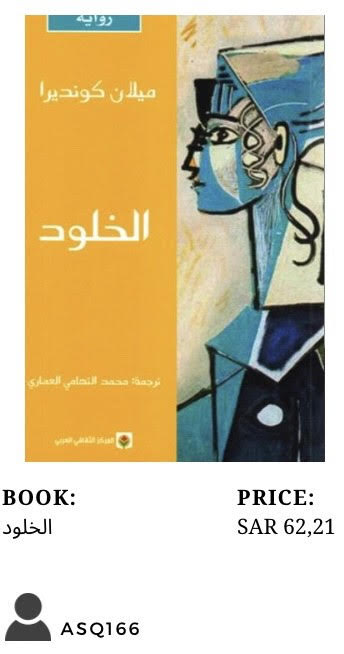 رواية
ميلان كونديرا
الخلود
ترجمة: محمد التهامي العماري
المركز الثقافي العربي
BOOK:
الخلود
PRICE:
SAR 62,21
ASQ166